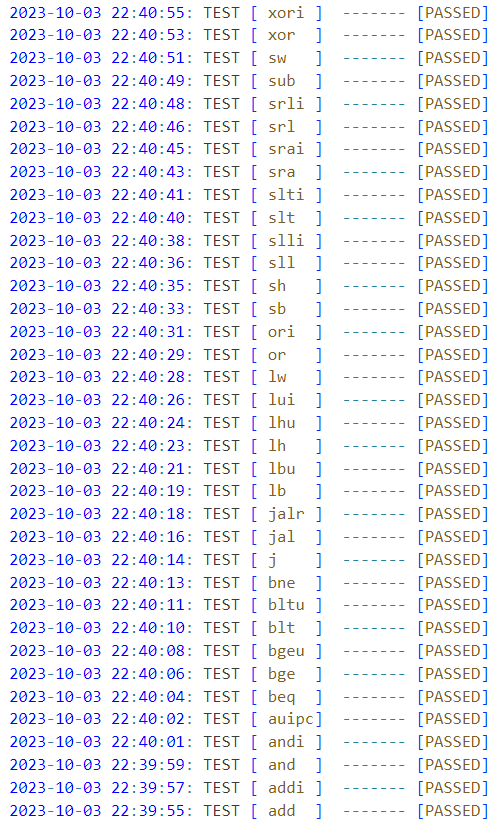 2023-10-03 22:40:55: TEST [ xori ]  ------- [PASSED]
2023-10-03 22:40:53: TEST [ xor  ]  ------- [PASSED]
2023-10-03 22:40:51: TEST [ sw   ]  ------- [PASSED]
2023-10-03 22:40:49: TEST [ sub  ]  ------- [PASSED]
2023-10-03 22:40:48: TEST [ srli ]  ------- [PASSED]
2023-10-03 22:40:46: TEST [ srl  ]  ------- [PASSED]
2023-10-03 22:40:45: TEST [ srai ]  ------- [PASSED]
2023-10-03 22:40:43: TEST [ sra  ]  ------- [PASSED]
2023-10-03 22:40:41: TEST [ slti ]  ------- [PASSED]
2023-10-03 22:40:40: TEST [ slt  ]  ------- [PASSED]
2023-10-03 22:40:38: TEST [ slli ]  ------- [PASSED]
2023-10-03 22:40:36: TEST [ sll  ]  ------- [PASSED]
2023-10-03 22:40:35: TEST [ sh   ]  ------- [PASSED]
2023-10-03 22:40:33: TEST [ sb   ]  ------- [PASSED]
2023-10-03 22:40:31: TEST [ ori  ]  ------- [PASSED]
2023-10-03 22:40:29: TEST [ or   ]  ------- [PASSED]
2023-10-03 22:40:28: TEST [ lw   ]  ------- [PASSED]
2023-10-03 22:40:26: TEST [ lui  ]  ------- [PASSED]
2023-10-03 22:40:24: TEST [ lhu  ]  ------- [PASSED]
2023-10-03 22:40:23: TEST [ lh   ]  ------- [PASSED]
2023-10-03 22:40:21: TEST [ lbu  ]  ------- [PASSED]
2023-10-03 22:40:19: TEST [ lb   ]  ------- [PASSED]
2023-10-03 22:40:18: TEST [ jalr ]  ------- [PASSED]
2023-10-03 22:40:16: TEST [ jal  ]  ------- [PASSED]
2023-10-03 22:40:14: TEST [ j    ]  ------- [PASSED]
2023-10-03 22:40:13: TEST [ bne  ]  ------- [PASSED]
2023-10-03 22:40:11: TEST [ bltu ]  ------- [PASSED]
2023-10-03 22:40:10: TEST [ blt  ]  ------- [PASSED]
2023-10-03 22:40:08: TEST [ bgeu ]  ------- [PASSED]
2023-10-03 22:40:06: TEST [ bge  ]  ------- [PASSED]
2023-10-03 22:40:04: TEST [ beq  ]  ------- [PASSED]
2023-10-03 22:40:02: TEST [ auipc]  ------- [PASSED]
2023-10-03 22:40:01: TEST [ andi ]  ------- [PASSED]
2023-10-03 22:39:59: TEST [ and  ]  ------- [PASSED]
2023-10-03 22:39:57: TEST [ addi ]  ------- [PASSED]
2023-10-03 22:39:55: TEST [ add  ]  ------- [PASSED]